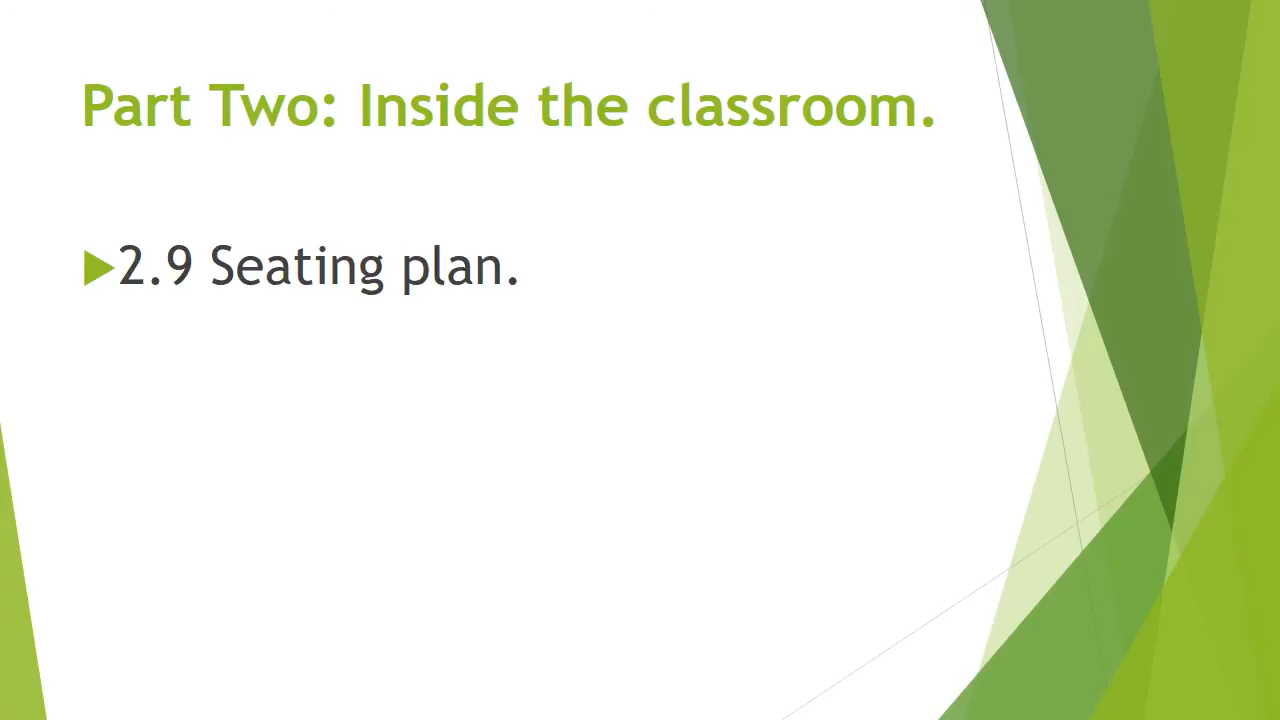 Part Two: Inside the classroom.
2.9 Seating plan.